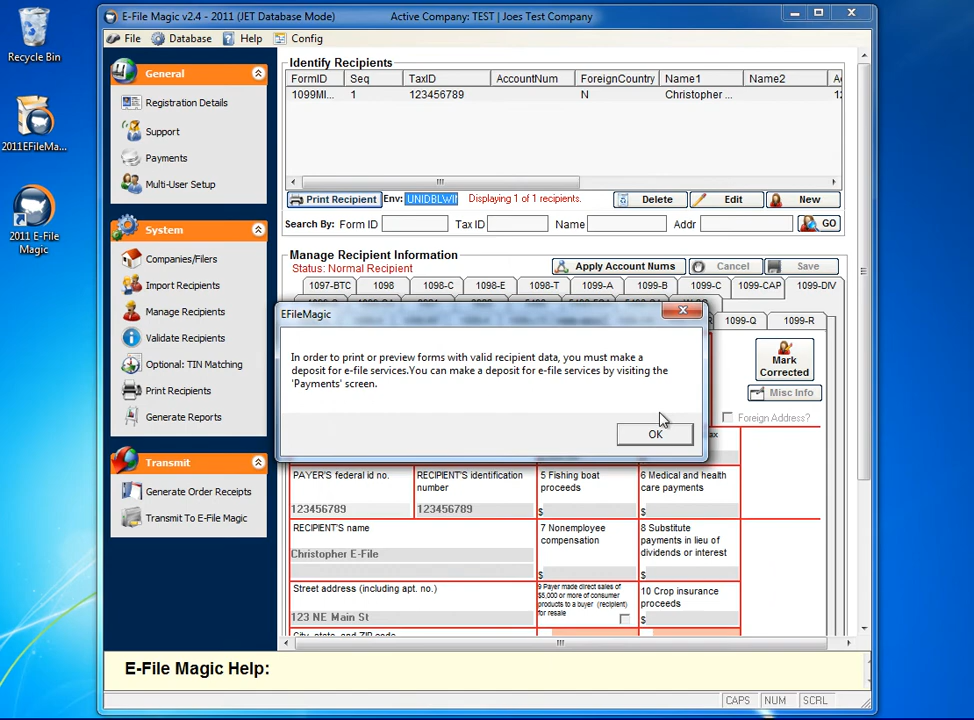 Recycle Bin
2011EFileMa...
2011 E-File
Magic
E-File Magic v2.4 - 2011 (JET Database Mode)
Active Company: TEST | Joes Test Company
File
Database
Help
Config
General
Registration Details
Support
Payments
Multi-User Setup
System
Companies/Filers
Import Recipients
Manage Recipients
Validate Recipients
Optional: TIN Matching
Print Recipients
Generate Reports
Transmit
Generate Order Receipts
Transmit To E-File Magic
Identify Recipients
FormID Seq TaxID AccountNum ForeignCountry Name1 Name2
1099MI... 1 123456789 N Christopher ...
Print Recipient
Env:
Displaying 1 of 1 recipients.
Delete
Edit
New
Search By: Form ID
Tax ID
Name
Addr
GO
Manage Recipient Information
Status: Normal Recipient
Apply Account Nums
Cancel
Save
1097-BTC 1098 1098-C 1098-E 1098-T 1099-A 1099-B 1099-C 1099-CAP 1099-DIV
1099-Q 1099-R
EFileMagic
In order to print or preview forms with valid recipient data, you must make a
deposit for e-file services.You can make a deposit for e-file services by visiting the
'Payments' screen.
OK
Mark
Corrected
Misc Info
Foreign Address?
PAYER'S federal id no.
123456789
RECIPIENT'S identification
number
123456789
5 Fishing boat
proceeds
$
6 Medical and health
care payments
$
RECIPIENT'S name
Christopher E-File
7 Nonemployee
compensation
$
8 Substitute
payments in lieu of
dividends or interest
$
Street address (including apt. no.)
123 NE Main St
9 Payer made direct sales of
$5,000 or more of consumer
products to a buyer (recipient)
for resale
10 Crop insurance
proceeds
$
City, state, and ZIP code
E-File Magic Help:
CAPS NUM SCRL